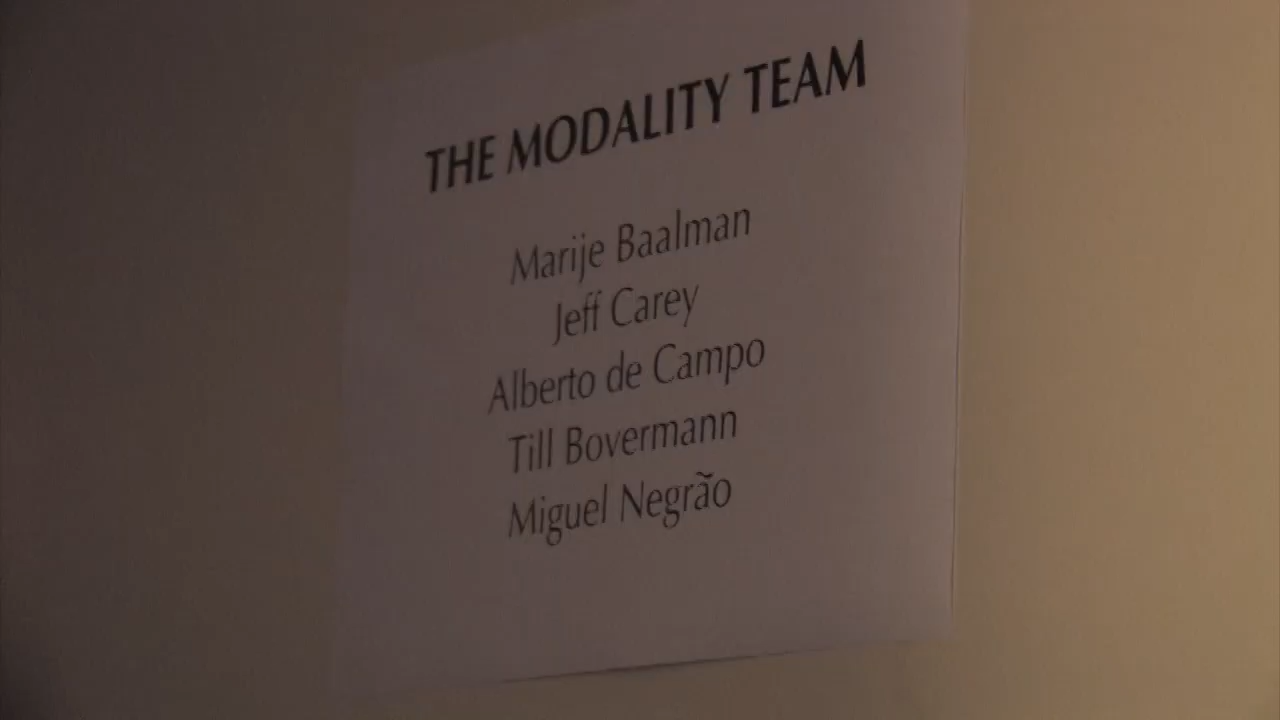 THE MODALITY TEAM
Marije Baalman
Jeff Carey
Alberto de Campo
Till Bovermann
Miguel Negrão